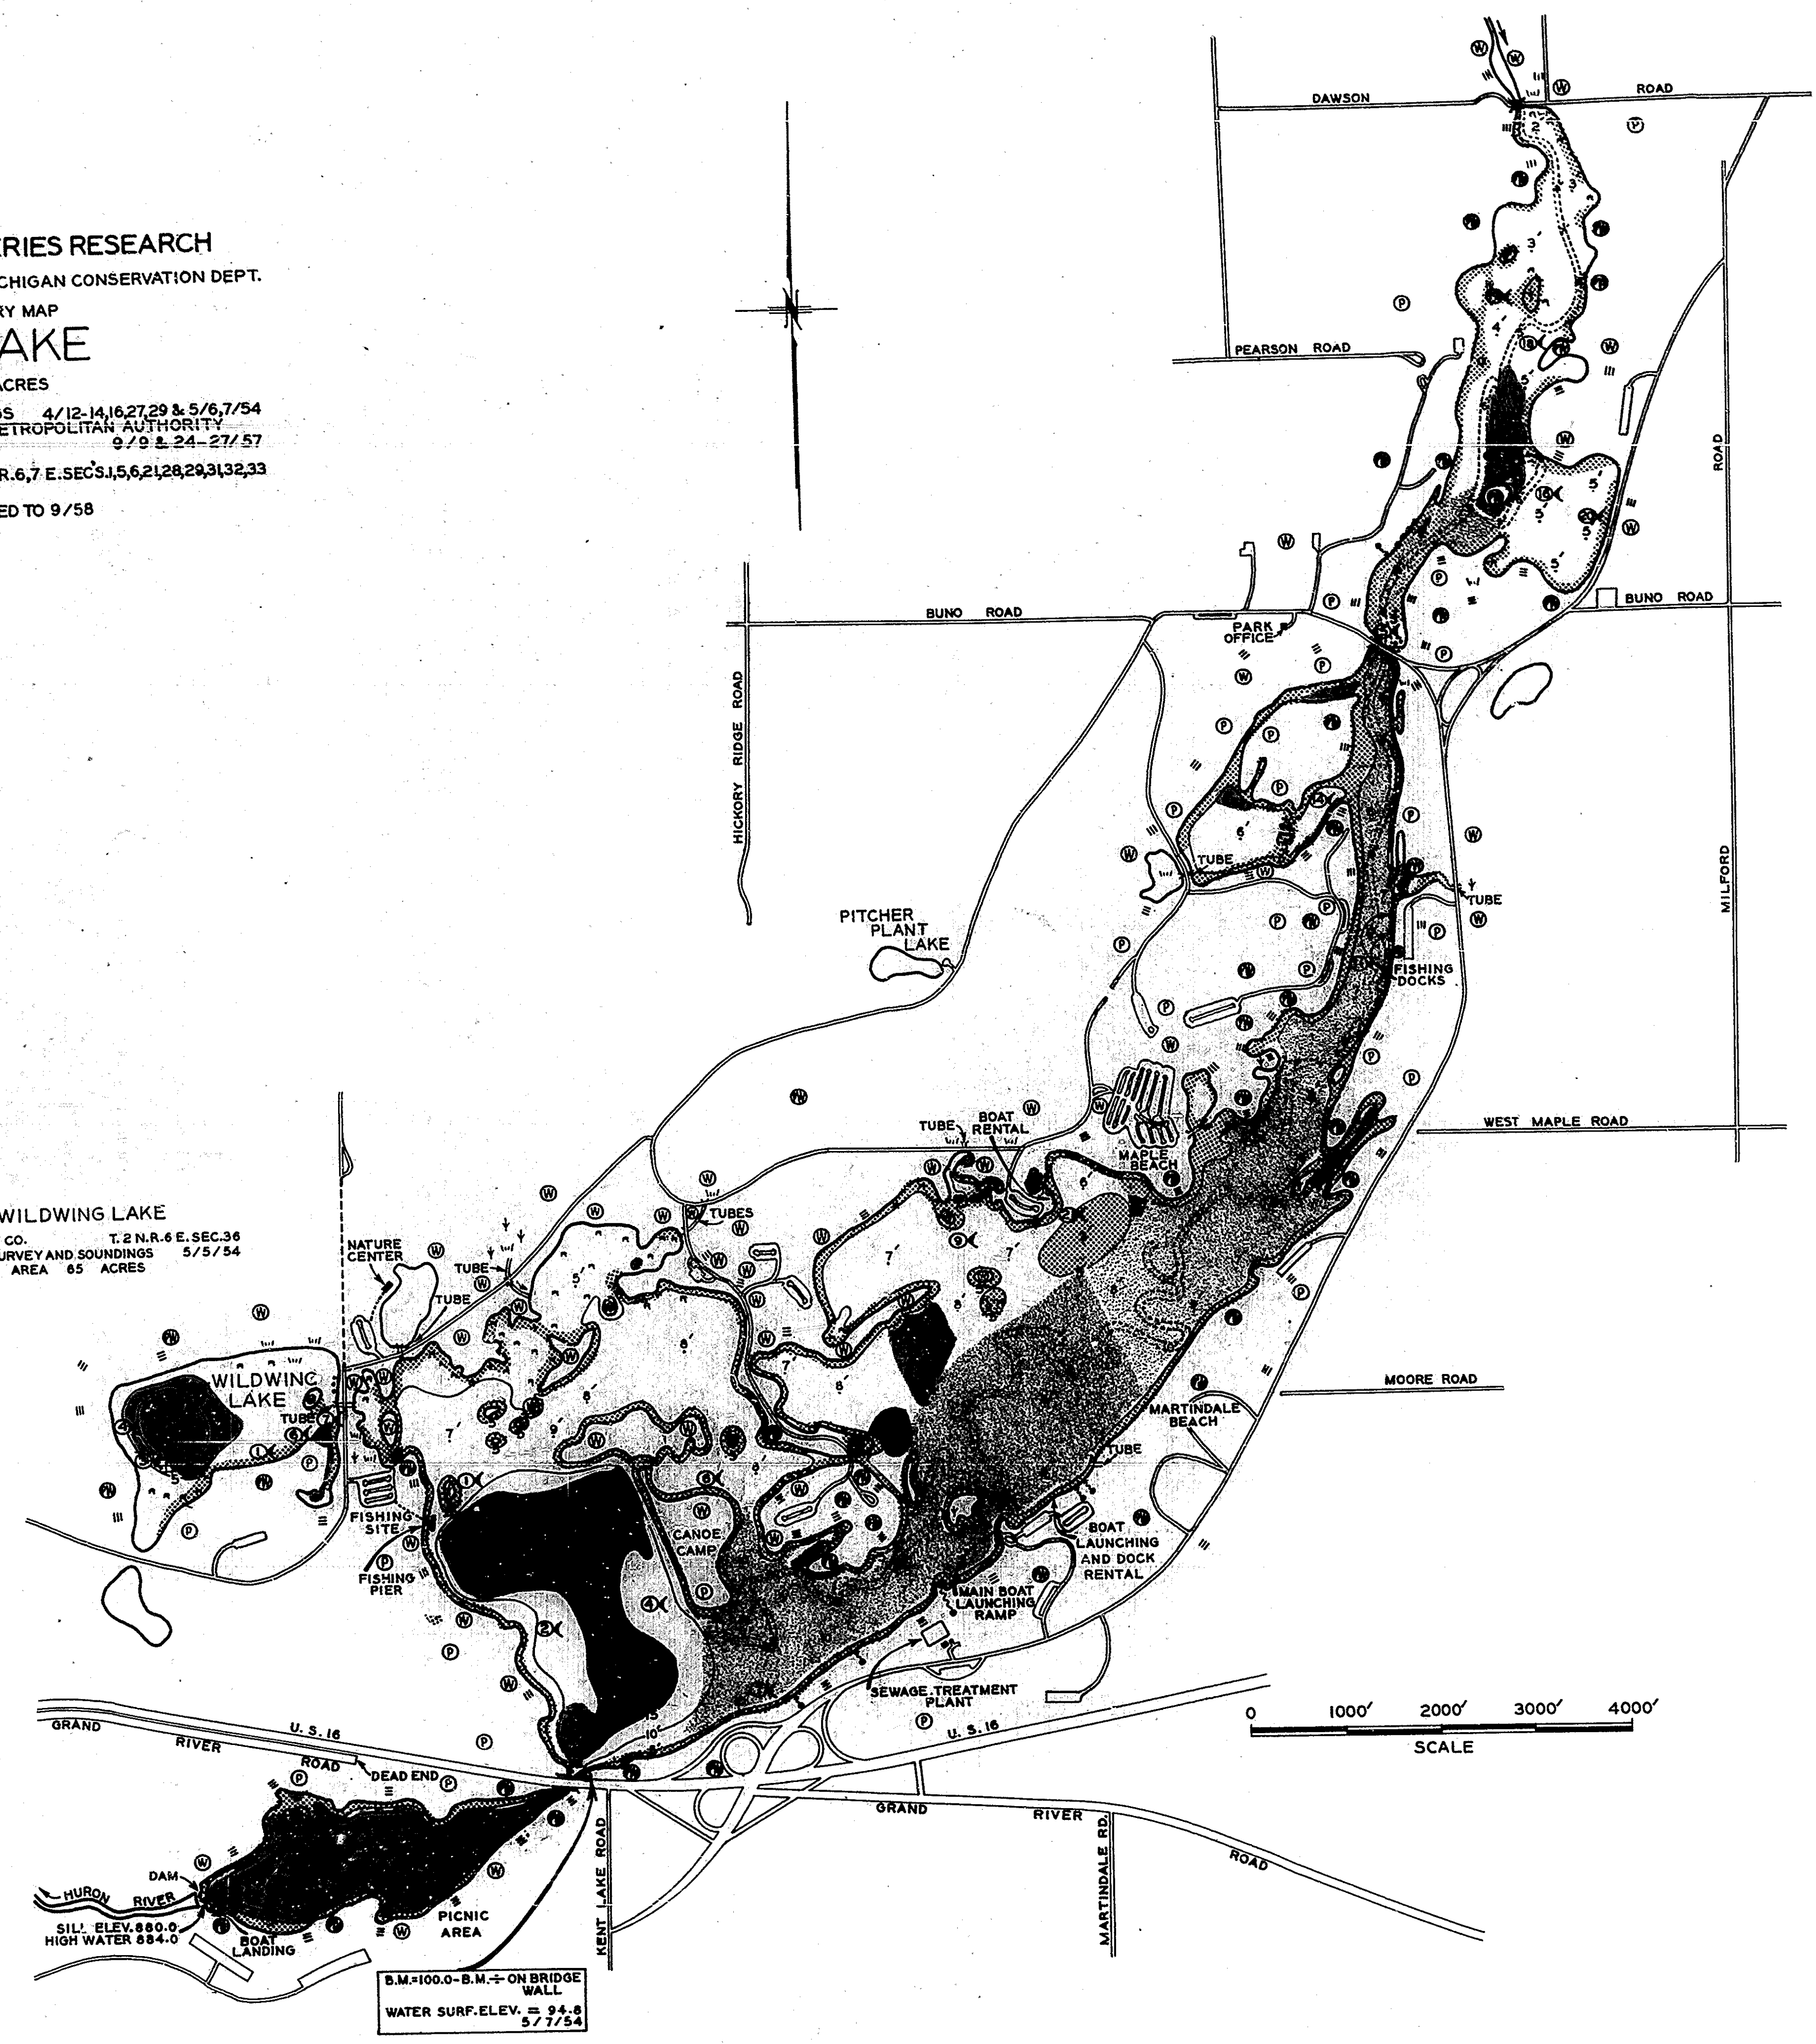 ERIES RESEARCH
CHIGAN CONSERVATION DEPT.
RY MAP
AKE
ACRES
GS 4/12-14,16,27,29 & 5/6,7/54
ETROPOLITAN AUTHORITY
9/9 & 24-27/57
R.6,7 E.SEC'S.1,5,6,21,28,29,31,32,33
ED TO 9/58
DAWSON ROAD
PEARSON ROAD
ROAD
MILFORD
BUNO ROAD
BUNO ROAD
PARK
OFFICE
HICKORY RIDGE ROAD
TUBE
TUBE
PITCHER
PLANT
LAKE
FISHING
DOCKS
WEST MAPLE ROAD
TUBE
BOAT
RENTAL
MAPLE
BEACH
WILDWING LAKE
CO. T.2 N.R.6 E.SEC.36
URVEY AND SOUNDINGS 5/5/54
AREA 65 ACRES
NATURE
CENTER
TUBE
TUBE
TUBES
WILDWING
LAKE
TUBE
MOORE ROAD
MARTINDALE
BEACH
TUBE
FISHING
SITE
FISHING
PIER
CANOE
CAMP
BOAT
LAUNCHING
AND DOCK
RENTAL
MAIN BOAT
LAUNCHING
RAMP
SEWAGE TREATMENT
PLANT
U.S.16
U.S.16
GRAND RIVER ROAD
DEAD END
0 1000' 2000' 3000' 4000'
SCALE
GRAND RIVER ROAD
KENT LAKE ROAD
MARTINDALE RD.
DAM
HURON RIVER
SILL ELEV. 880.0
HIGH WATER 884.0
BOAT
LANDING
PICNIC
AREA
B.M.=100.0-B.M.÷ ON BRIDGE
WALL
WATER SURF. ELEV. = 94.8
5/7/54